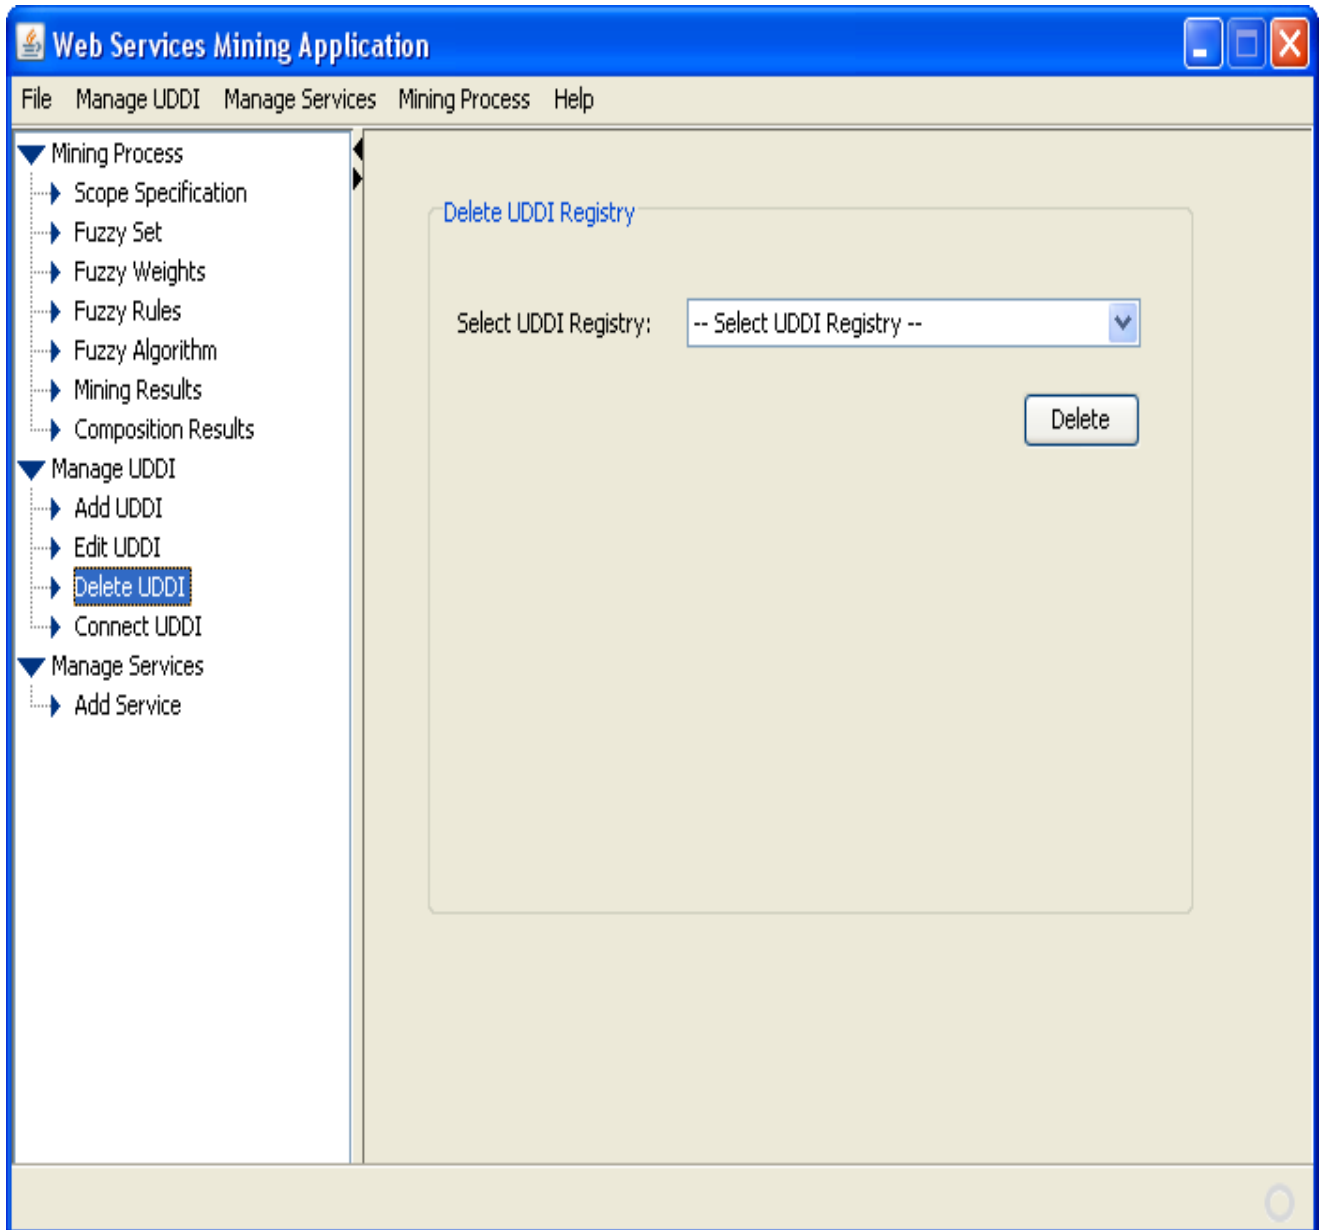 Web Services Mining Application
File Manage UDDI Manage Services Mining Process Help
Mining Process
Scope Specification
Fuzzy Set
Fuzzy Weights
Fuzzy Rules
Fuzzy Algorithm
Mining Results
Composition Results
Manage UDDI
Add UDDI
Edit UDDI
Delete UDDI
Connect UDDI
Manage Services
Add Service
Delete UDDI Registry
Select UDDI Registry: -- Select UDDI Registry --
Delete